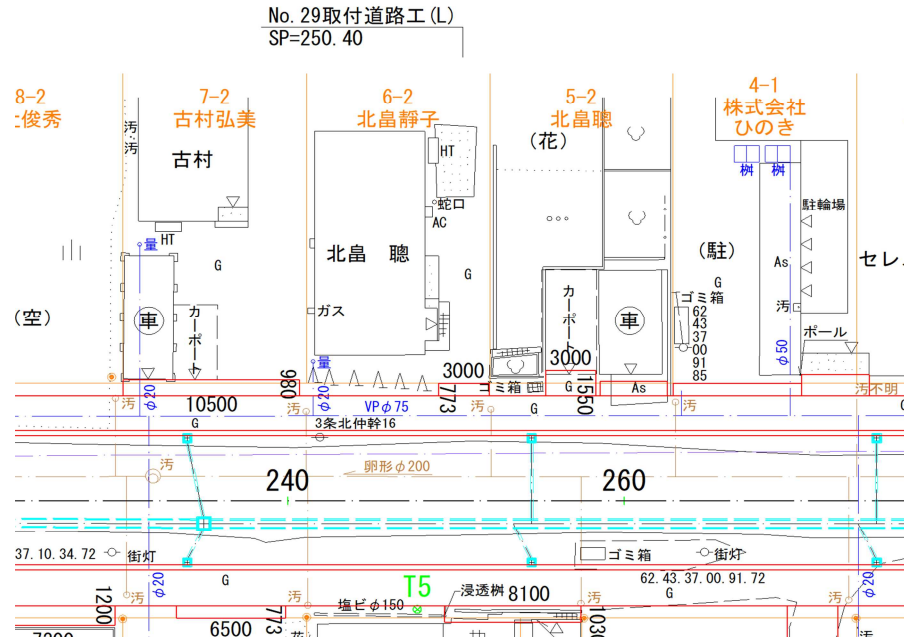 No.29取付道路工(L)
SP=250.40
8-2
俊秀
7-2
古村弘美
6-2
北畠靜子
5-2
北畠聰
4-1
株式会社
ひのき
汚
汚
古村
HT
量
G
車
カーポート
(空)
北畠 聰
HT
蛇口
AC
G
ガス
量
(花)
カーポート
車
(駐)
G
ゴミ箱
62
43
37
00
91
85
桝
桝
駐輪場
As
汚
φ50
ポール
セレ
980
3000
773
3000
1550
ゴミ箱
G
As
汚不明
汚
φ20
10500
G
汚
φ20
VPφ75
3条北仲幹16
汚
G
汚
G
汚
卵形φ200
240
260
37.10.34.72
街灯
ゴミ箱
街灯
φ20
G
T5
62.43.37.00.91.72
G
φ20
1200
汚
汚
塩ビφ150
浸透桝
8100
汚
汚
7200
6500
773
花
1030
汚